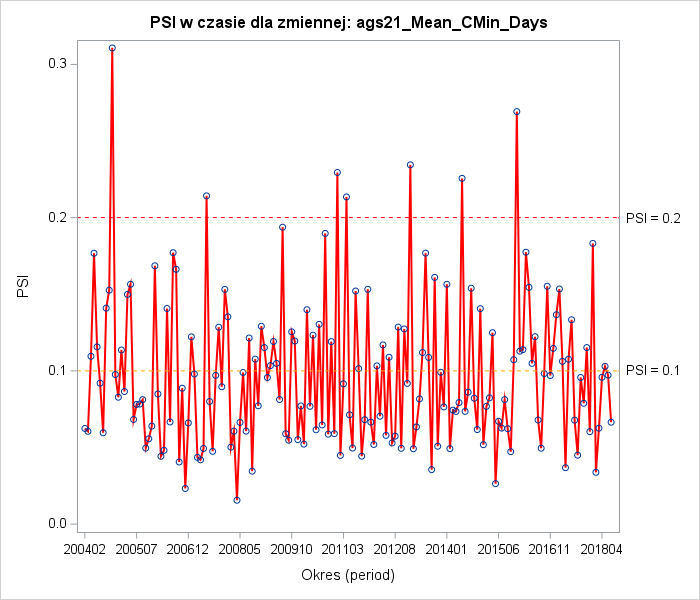 PSI w czasie dla zmiennej: ags21_Mean_CMin_Days
0.3
0.2
PSI = 0.2
PSI
0.1
PSI = 0.1
0.0
200402 200507 200612 200805 200910 201103 201208 201401 201506 201611 201804
Okres (period)